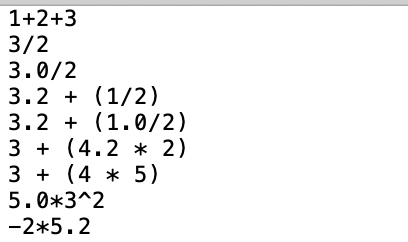 1+2+3
3/2
3.0/2
3.2 + (1/2)
3.2 + (1.0/2)
3 + (4.2 * 2)
3 + (4 * 5)
5.0*3^2
-2*5.2